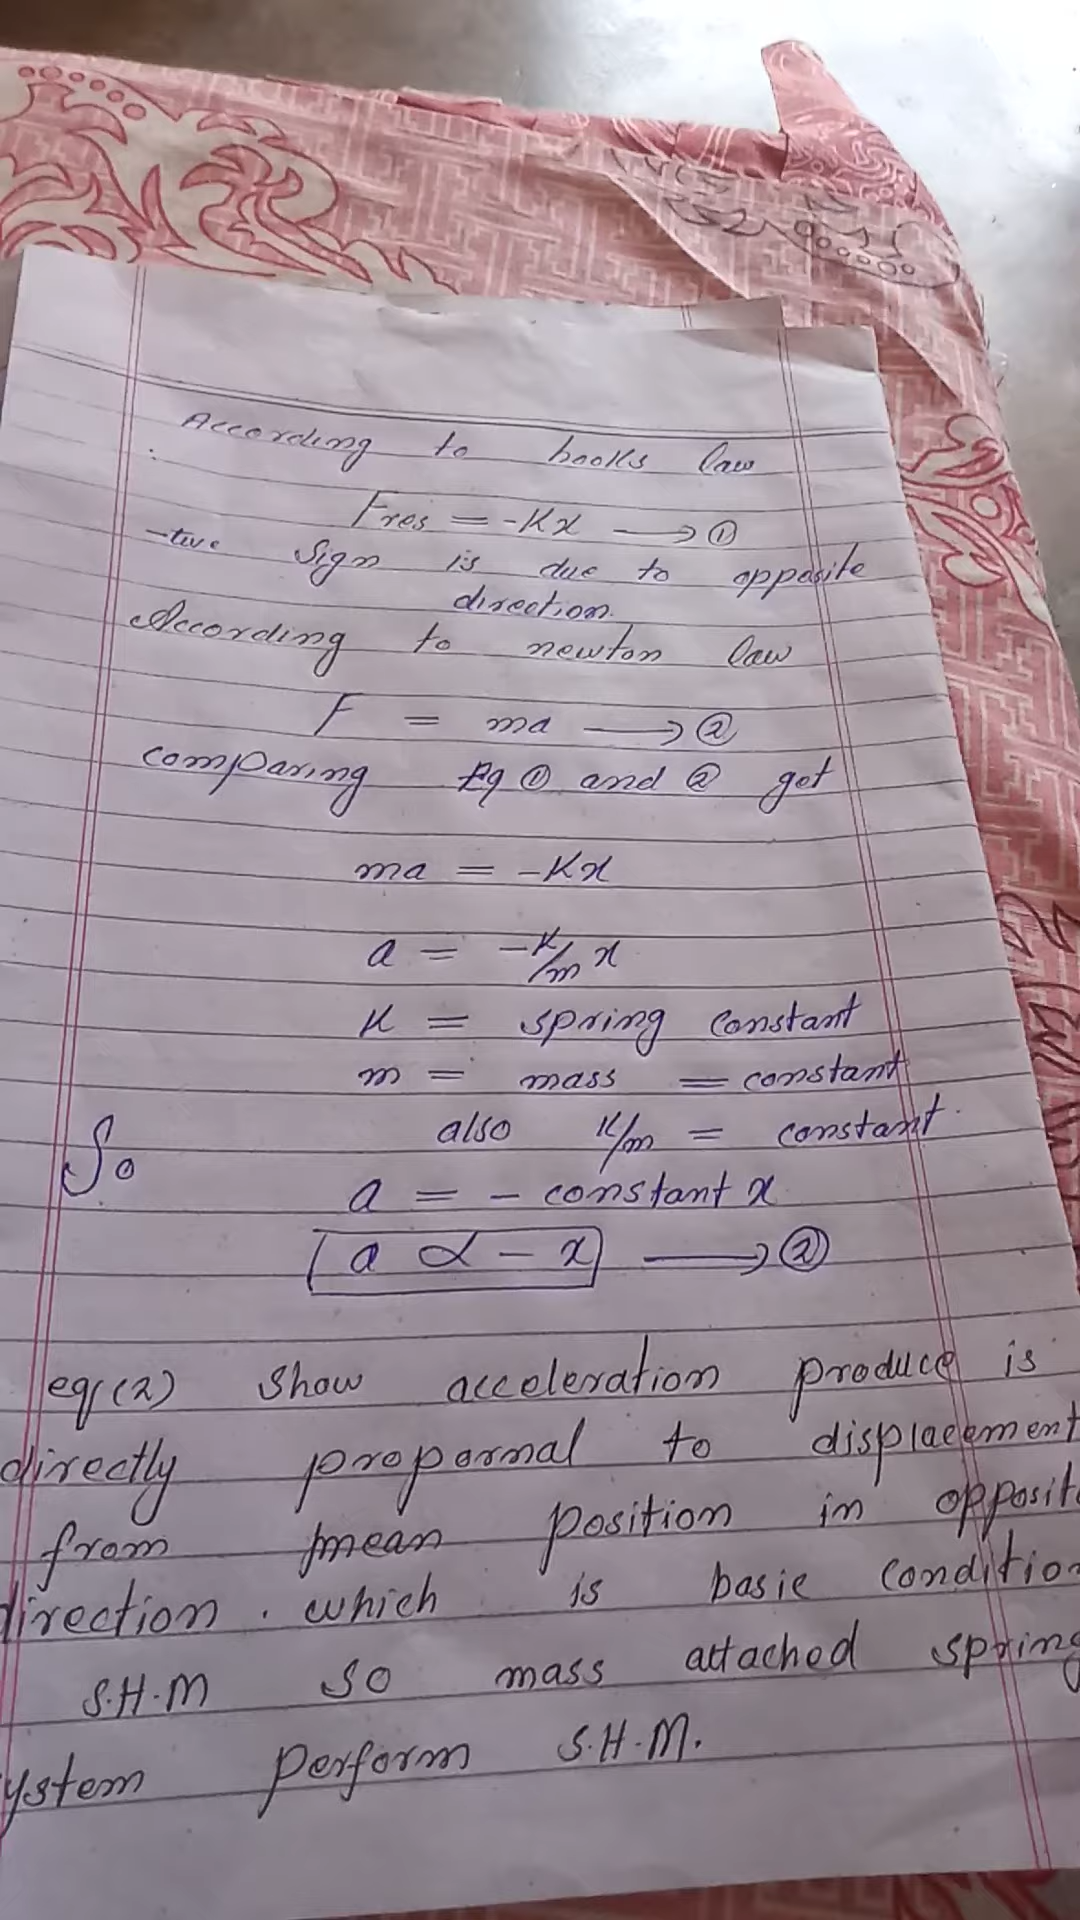 According to hooks law
Fres = -Kx → ①
-tive sign is due to opposite
direction.
According to newton law
F = ma → ②
comparing Eq ① and ② get
ma = -Kx
a = -K/m x
K = spring constant
m = mass = constant
also K/m = constant.
So
a = - constant x
a ∝ - x → ②
eq(2) show acceleration produce is
directly propornal to displacement
from mean position in opposite
direction. which is basic condition
S.H.M so mass attached spring
ystem perform S.H.M.